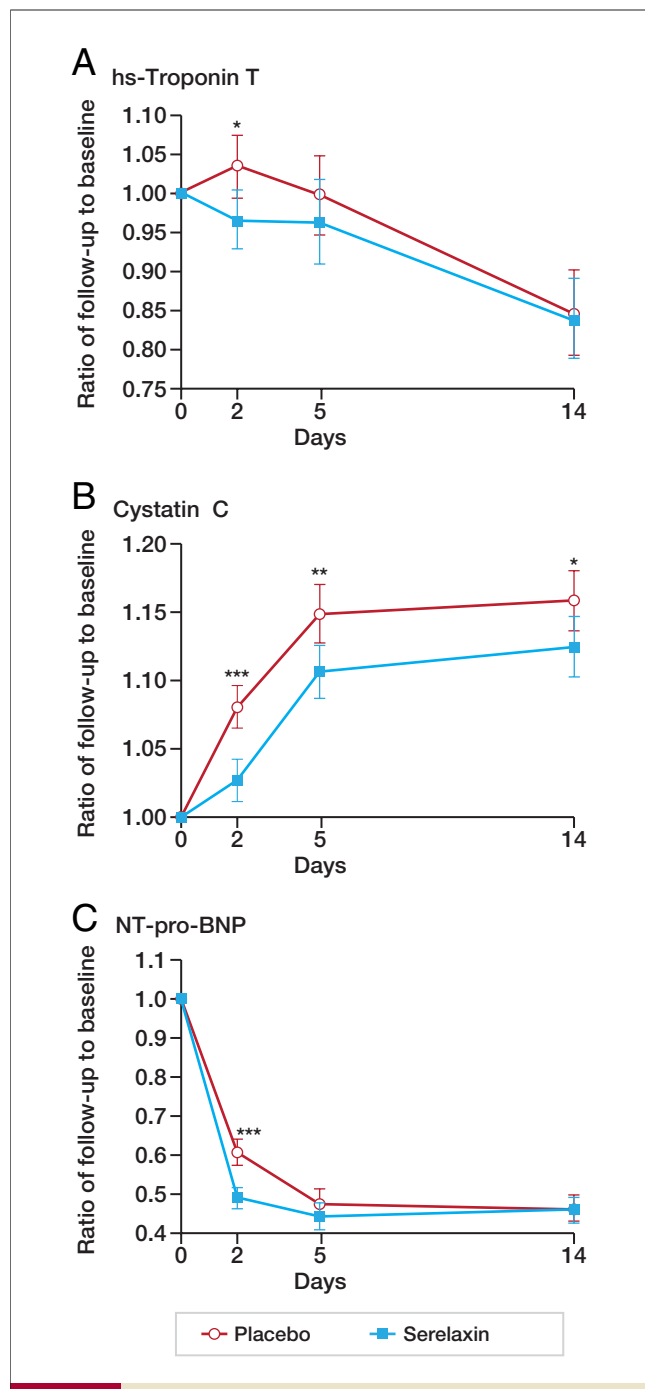 A hs-Troponin T
Ratio of follow-up to baseline
1.10
1.05
1.00
0.95
0.90
0.85
0.80
0.75
*
0 2 5 14
Days
B Cystatin C
Ratio of follow-up to baseline
1.20
1.15
1.10
1.05
1.00
***
**
*
0 2 5 14
Days
C NT-pro-BNP
Ratio of follow-up to baseline
1.1
1.0
0.9
0.8
0.7
0.6
0.5
0.4
***
0 2 5 14
Days
Placebo Serelaxin